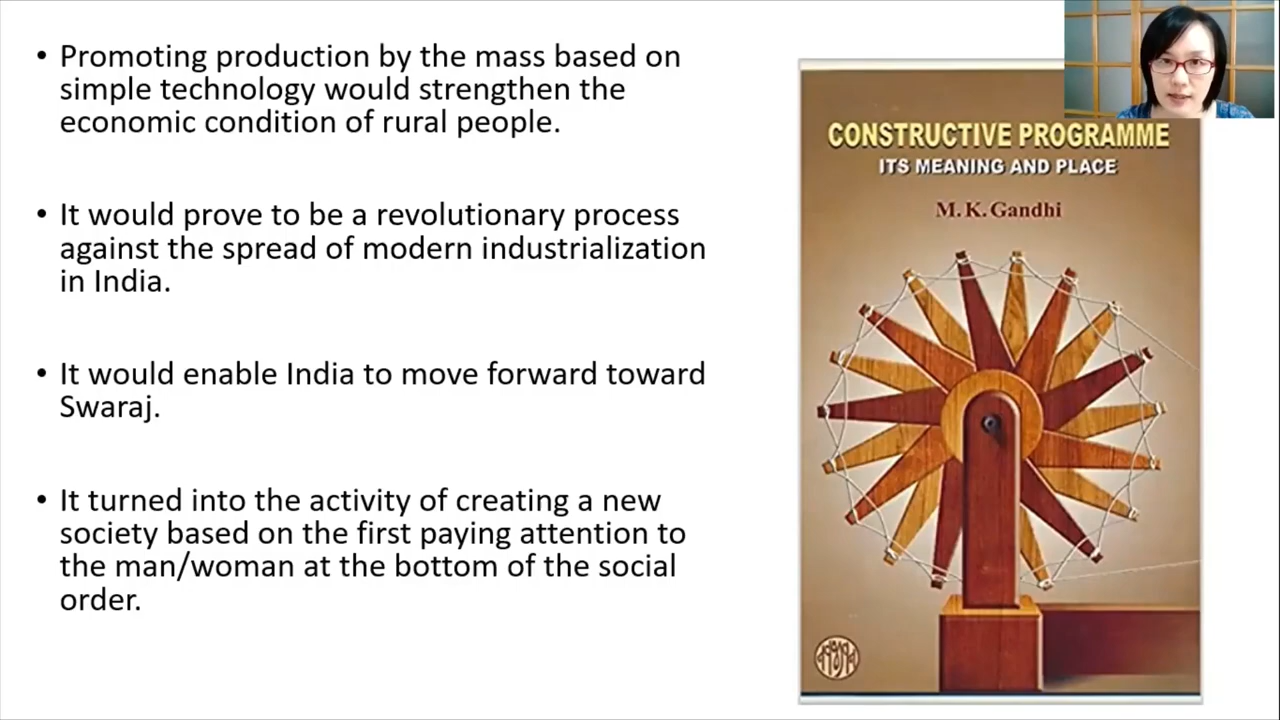 • Promoting production by the mass based on
simple technology would strengthen the
economic condition of rural people.
• It would prove to be a revolutionary process
against the spread of modern industrialization
in India.
• It would enable India to move forward toward
Swaraj.
• It turned into the activity of creating a new
society based on the first paying attention to
the man/woman at the bottom of the social
order.
CONSTRUCTIVE PROGRAMME
ITS MEANING AND PLACE
M. K. Gandhi